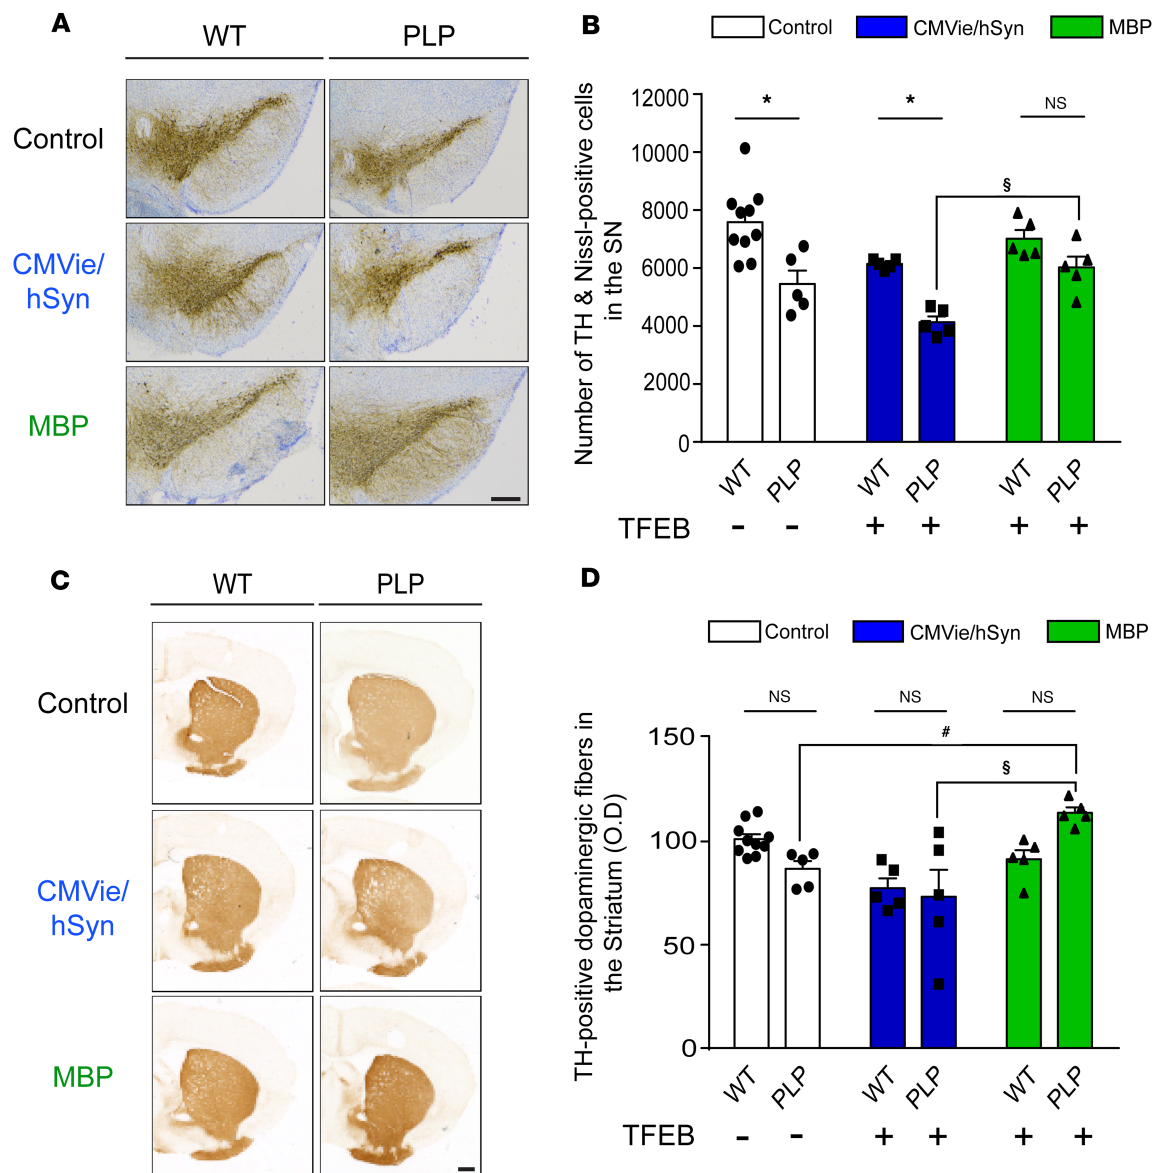 A
WT PLP
Control
CMVie/
hSyn
MBP
B
Control CMVie/hSyn MBP
Number of TH & Nissl-positive cells
in the SN
12000
10000
8000
6000
4000
2000
0
* * NS
§
WT PLP WT PLP WT PLP
TFEB - - + + + +
C
WT PLP
Control
CMVie/
hSyn
MBP
D
Control CMVie/hSyn MBP
TH-positive dopaminergic fibers in
the Striatum (O.D)
150
100
50
0
NS NS NS
#
§
WT PLP WT PLP WT PLP
TFEB - - + + + +